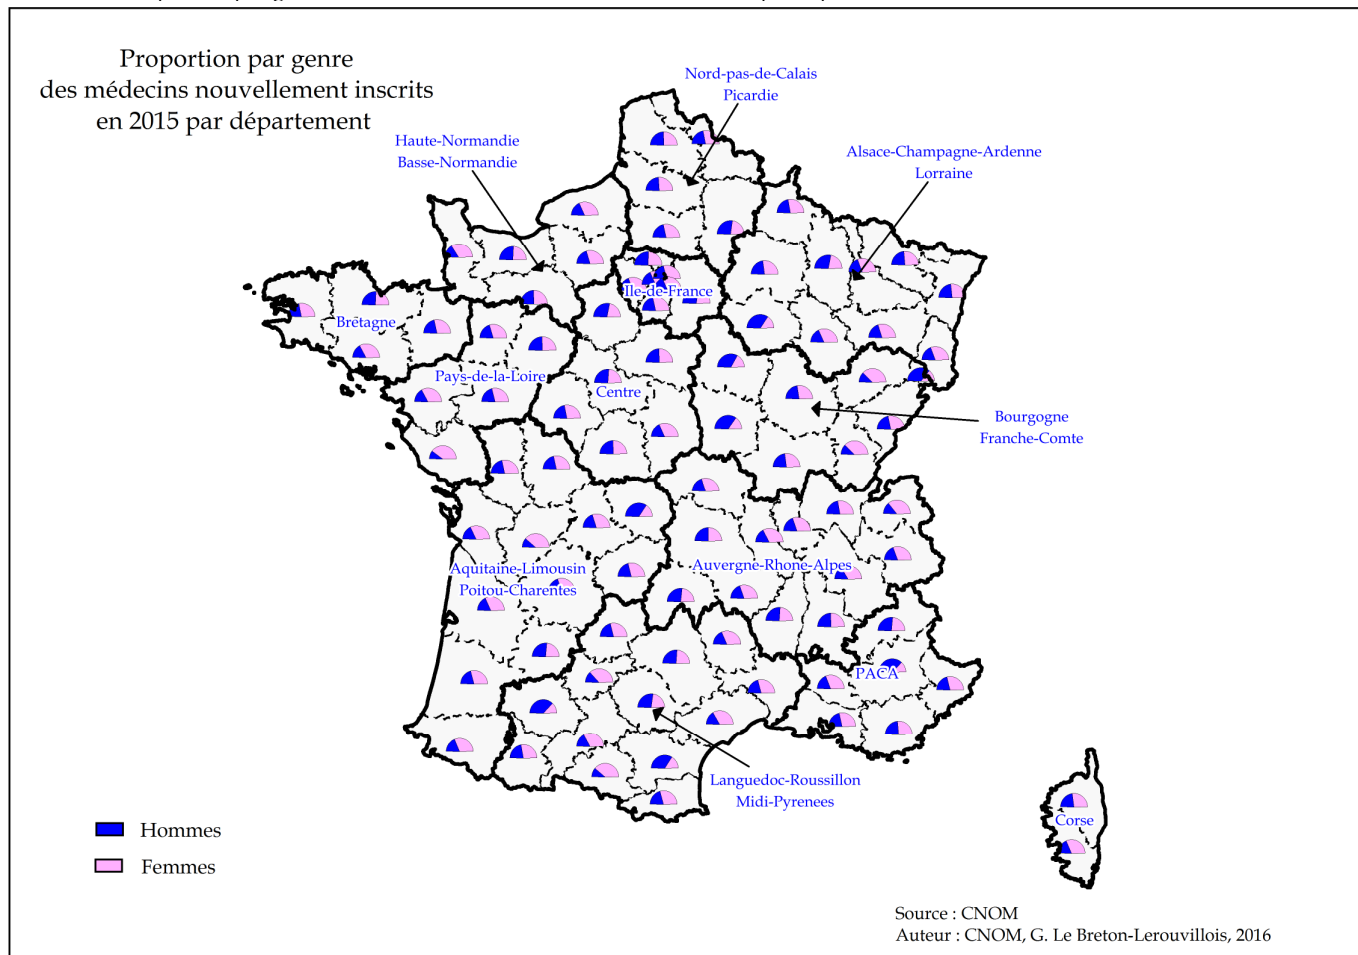 Proportion par genre
des médecins nouvellement inscrits
en 2015 par département
Nord-pas-de-Calais
Picardie
Haute-Normandie
Basse-Normandie
Alsace-Champagne-Ardenne
Lorraine
Ile-de-France
Bretagne
Pays-de-la-Loire
Centre
Bourgogne
Franche-Comte
Aquitaine-Limousin
Poitou-Charentes
Auvergne-Rhone-Alpes
PACA
Languedoc-Roussillon
Midi-Pyrenees
Corse
Hommes
Femmes
Source : CNOM
Auteur : CNOM, G. Le Breton-Lerouvillois, 2016